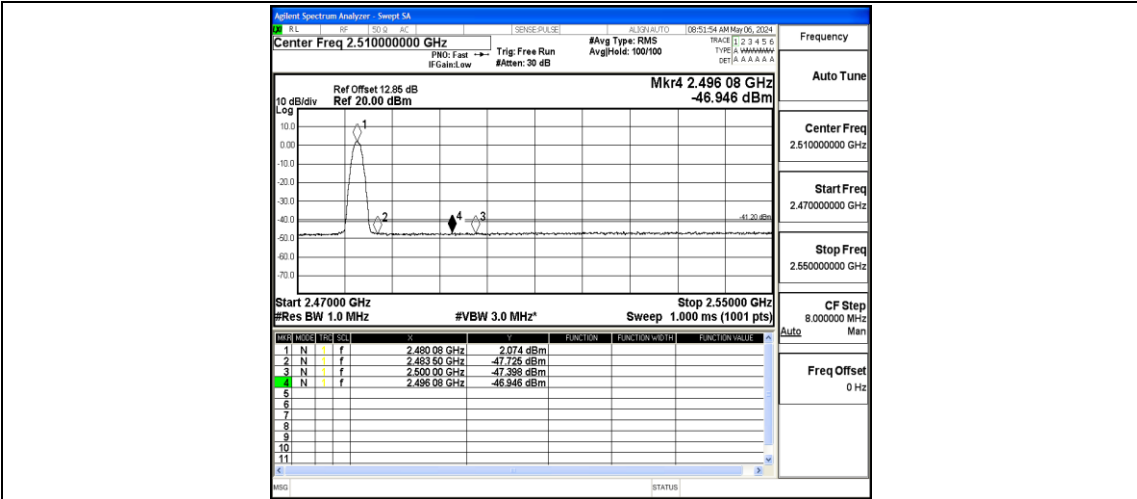 Agilent Spectrum Analyzer - Swept SA
RL RF 50 Ω AC SENSE:PULSE ALIGN AUTO 08:51:54 AM May 06, 2024
Center Freq 2.510000000 GHz
PNO: Fast
IFGain:Low
Trig: Free Run
#Atten: 30 dB
#Avg Type: RMS
Avg|Hold: 100/100
TRACE 1 2 3 4 5 6
TYPE A
DET A A A A A A
Ref Offset 12.85 dB
10 dB/div Ref 20.00 dBm
Log
Mkr4 2.496 08 GHz
-46.946 dBm
10.0
0.00
-10.0
-20.0
-30.0
-40.0
-50.0
-60.0
-70.0
1
2
4
3
-41.20 dBm
Start 2.47000 GHz Stop 2.55000 GHz
#Res BW 1.0 MHz #VBW 3.0 MHz* Sweep 1.000 ms (1001 pts)
MKR MODE TRC SCL X Y FUNCTION FUNCTION WIDTH FUNCTION VALUE
1 N 1 f 2.480 08 GHz 2.074 dBm
2 N 1 f 2.483 50 GHz -47.725 dBm
3 N 1 f 2.500 00 GHz -47.398 dBm
4 N 1 f 2.496 08 GHz -46.946 dBm
5
6
7
8
9
10
11
MSG STATUS
Frequency
Auto Tune
Center Freq
2.510000000 GHz
Start Freq
2.470000000 GHz
Stop Freq
2.550000000 GHz
CF Step
8.000000 MHz
Auto Man
Freq Offset
0 Hz